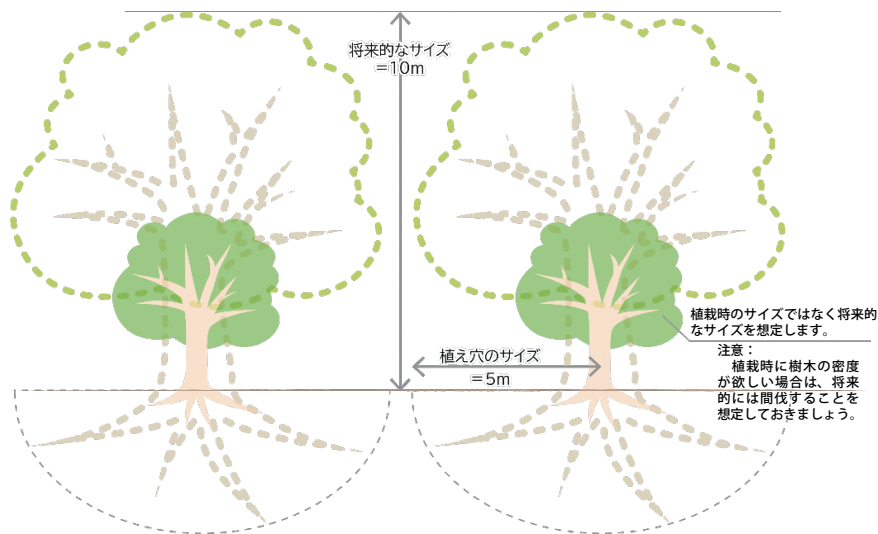 将来的なサイズ
＝10m
植栽時のサイズではなく将来的
なサイズを想定します。
注意：
植栽時に樹木の密度
が欲しい場合は、将来
的には間伐することを
想定しておきましょう。
植え穴のサイズ
＝5m